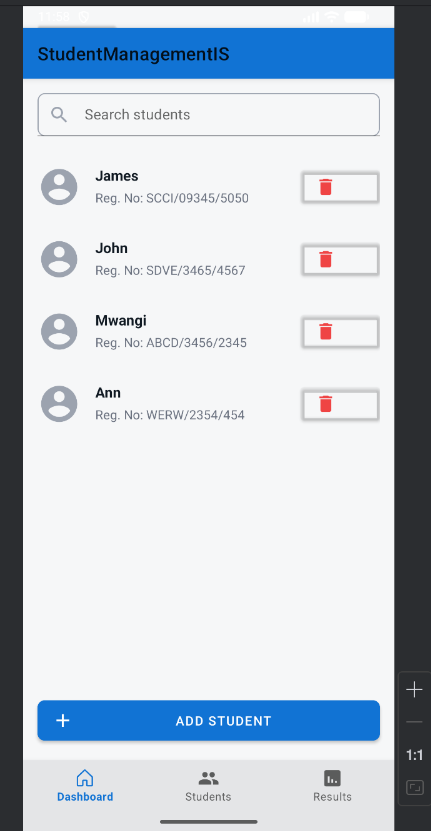 StudentManagementIS
Search students
James
Reg. No: SCCI/09345/5050
John
Reg. No: SDVE/3465/4567
Mwangi
Reg. No: ABCD/3456/2345
Ann
Reg. No: WERW/2354/454
ADD STUDENT
1:1
Dashboard
Students
Results